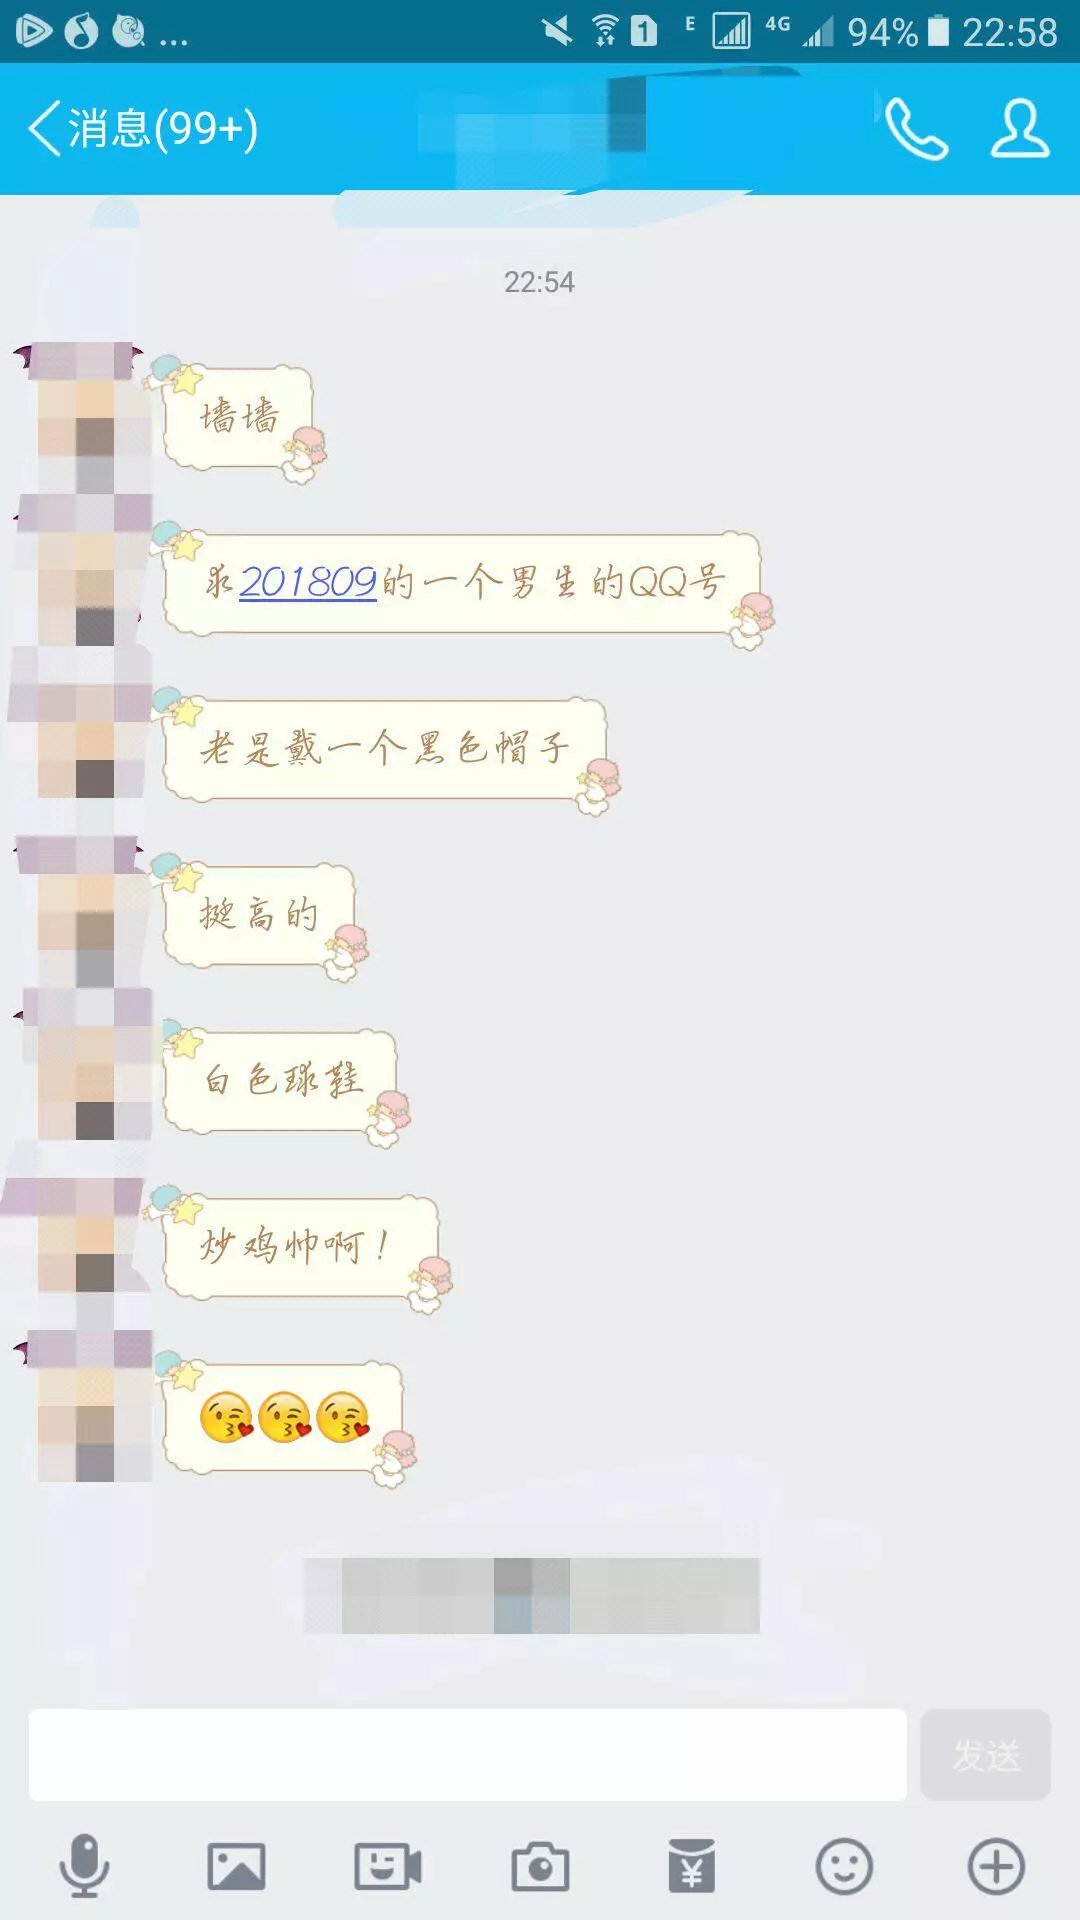 E 1 4G 94% 22:58
消息(99+)
22:54
墙墙
求201809的一个男生的QQ号
老是戴一个黑色帽子
挺高的
白色球鞋
炒鸡帅啊！
发送